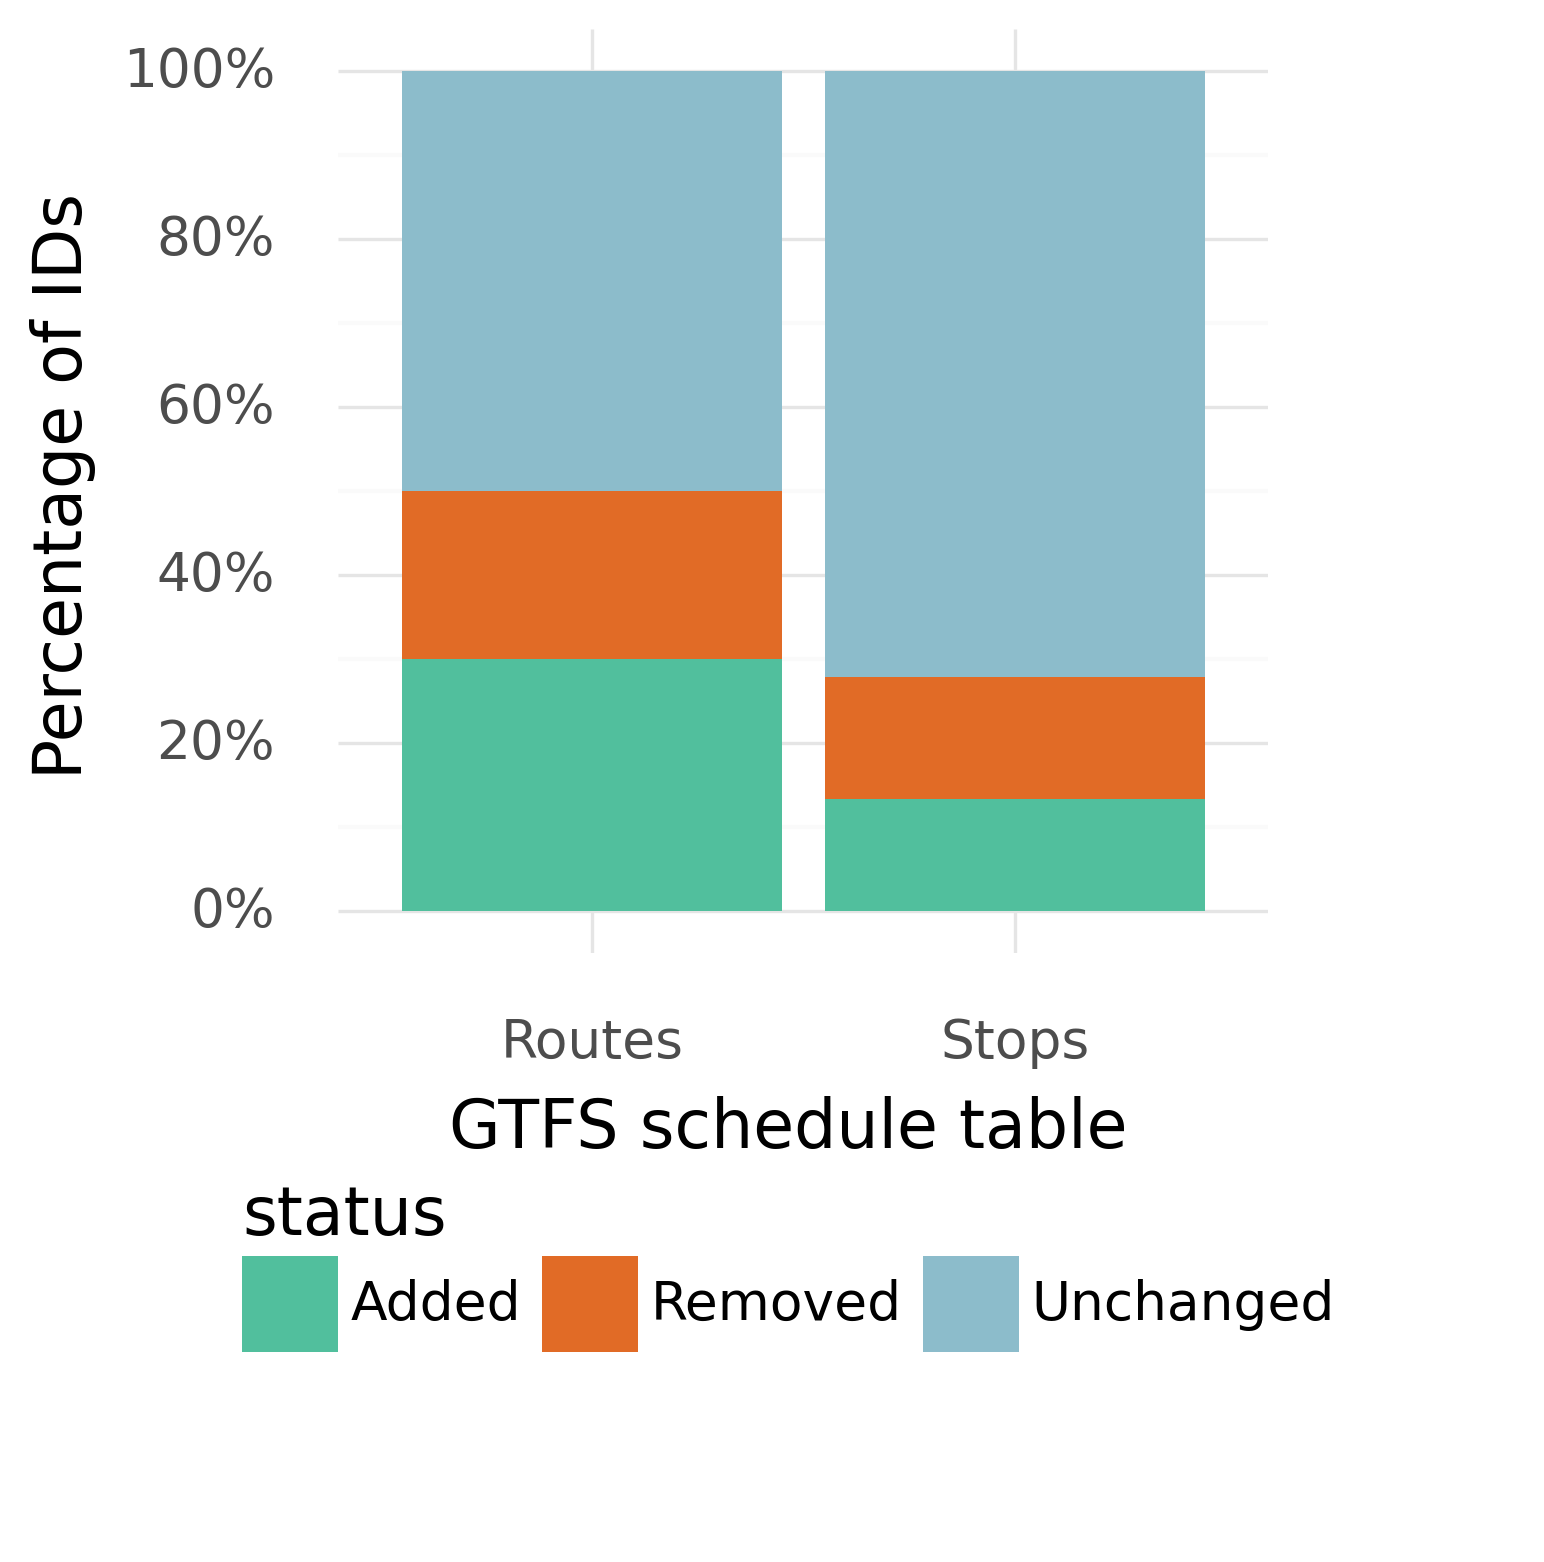 100%
80%
60%
40%
20%
0%
Percentage of IDs
Routes Stops
GTFS schedule table
status
Added Removed Unchanged